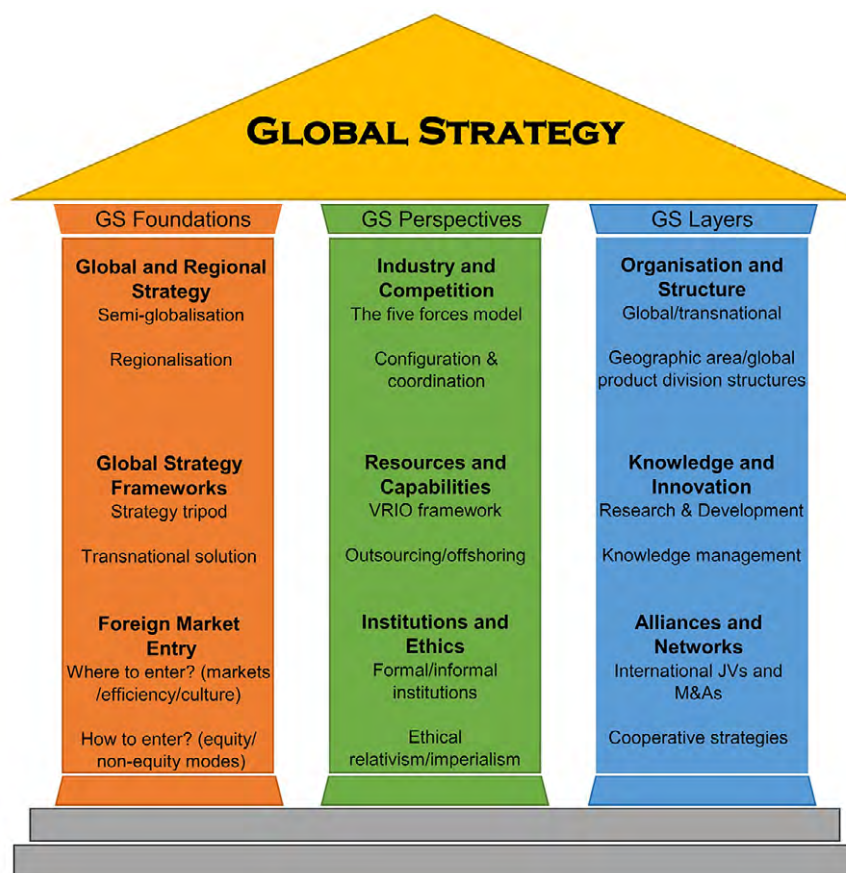 GLOBAL STRATEGY
GS Foundations
Global and Regional
Strategy
Semi-globalisation
Regionalisation
Global Strategy
Frameworks
Strategy tripod
Transnational solution
Foreign Market
Entry
Where to enter? (markets
/efficiency/culture)
How to enter? (equity/
non-equity modes)
GS Perspectives
Industry and
Competition
The five forces model
Configuration &
coordination
Resources and
Capabilities
VRIO framework
Outsourcing/offshoring
Institutions and
Ethics
Formal/informal
institutions
Ethical
relativism/imperialism
GS Layers
Organisation and
Structure
Global/transnational
Geographic area/global
product division structures
Knowledge and
Innovation
Research & Development
Knowledge management
Alliances and
Networks
International JVs and
M&As
Cooperative strategies